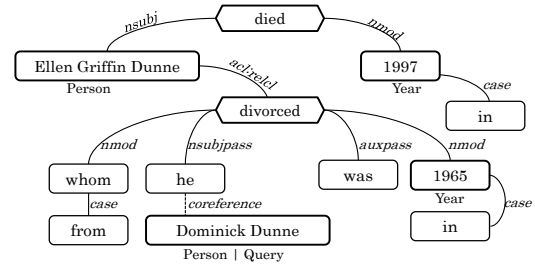 died
nsubj
nmod
Ellen Griffin Dunne
1997
Person
acl:relcl
Year
case
in
divorced
nmod
nsubjpass
auxpass
nmod
whom
he
was
1965
Year
case
coreference
case
from
Dominick Dunne
in
Person | Query